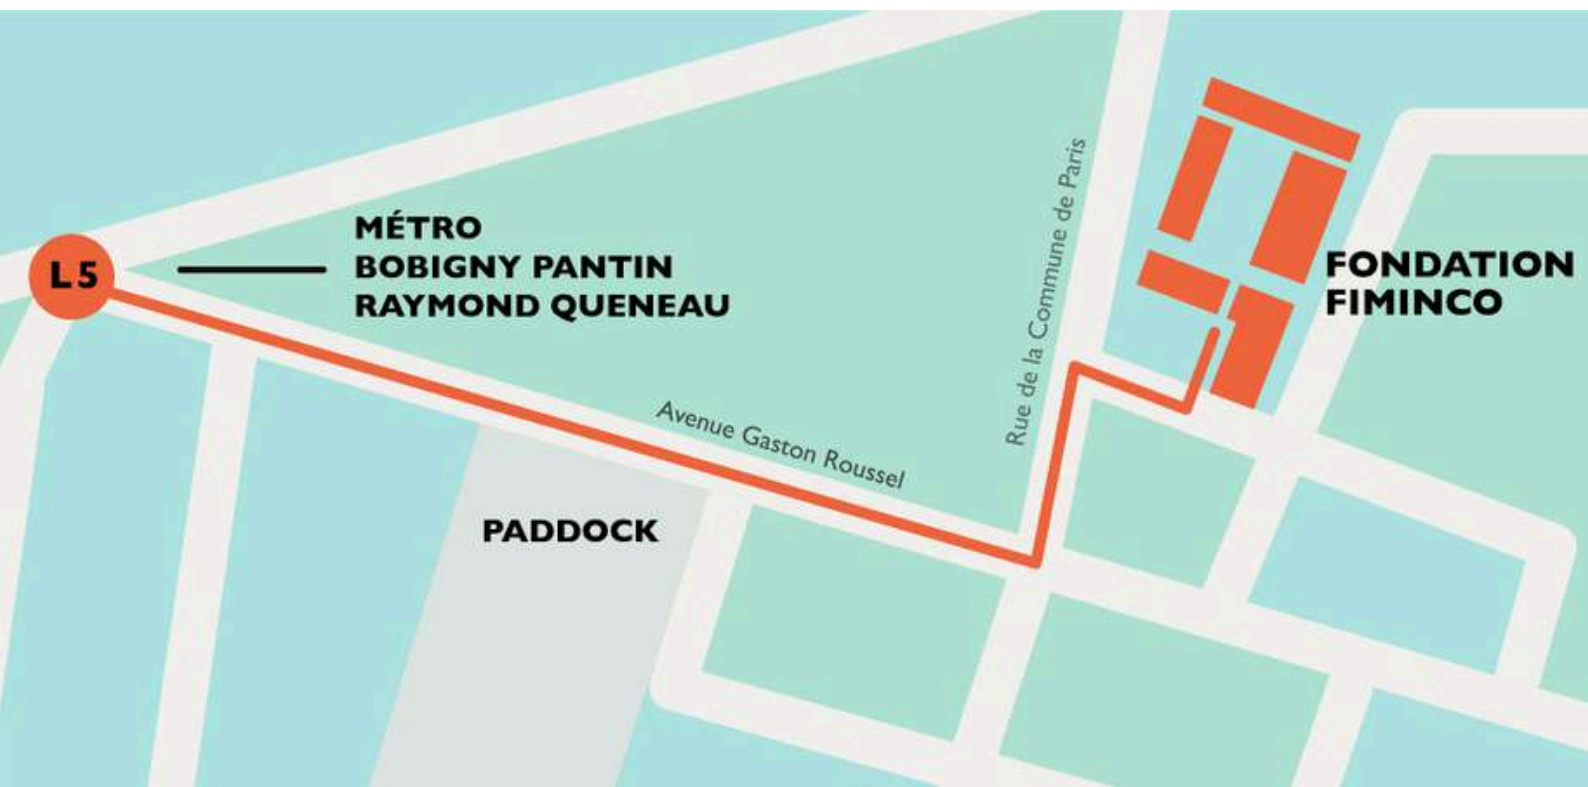 L5
MÉTRO
BOBIGNY PANTIN
RAYMOND QUENEAU
Avenue Gaston Roussel
Rue de la Commune de Paris
FONDATION
FIMINCO
PADDOCK